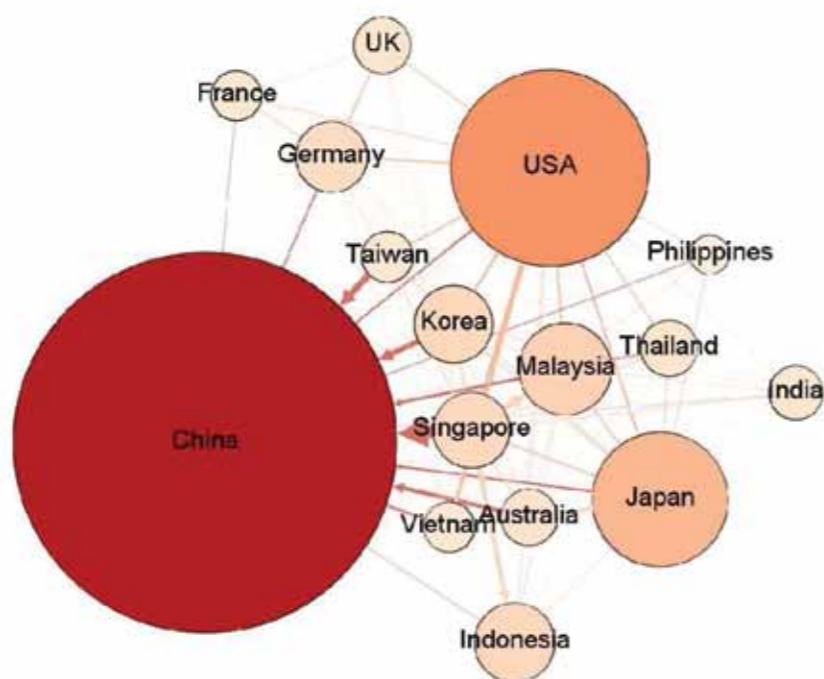 UK
France
Germany
USA
Taiwan
Philippines
Korea
Thailand
Malaysia
India
Singapore
China
Japan
Vietnam
Australia
Indonesia